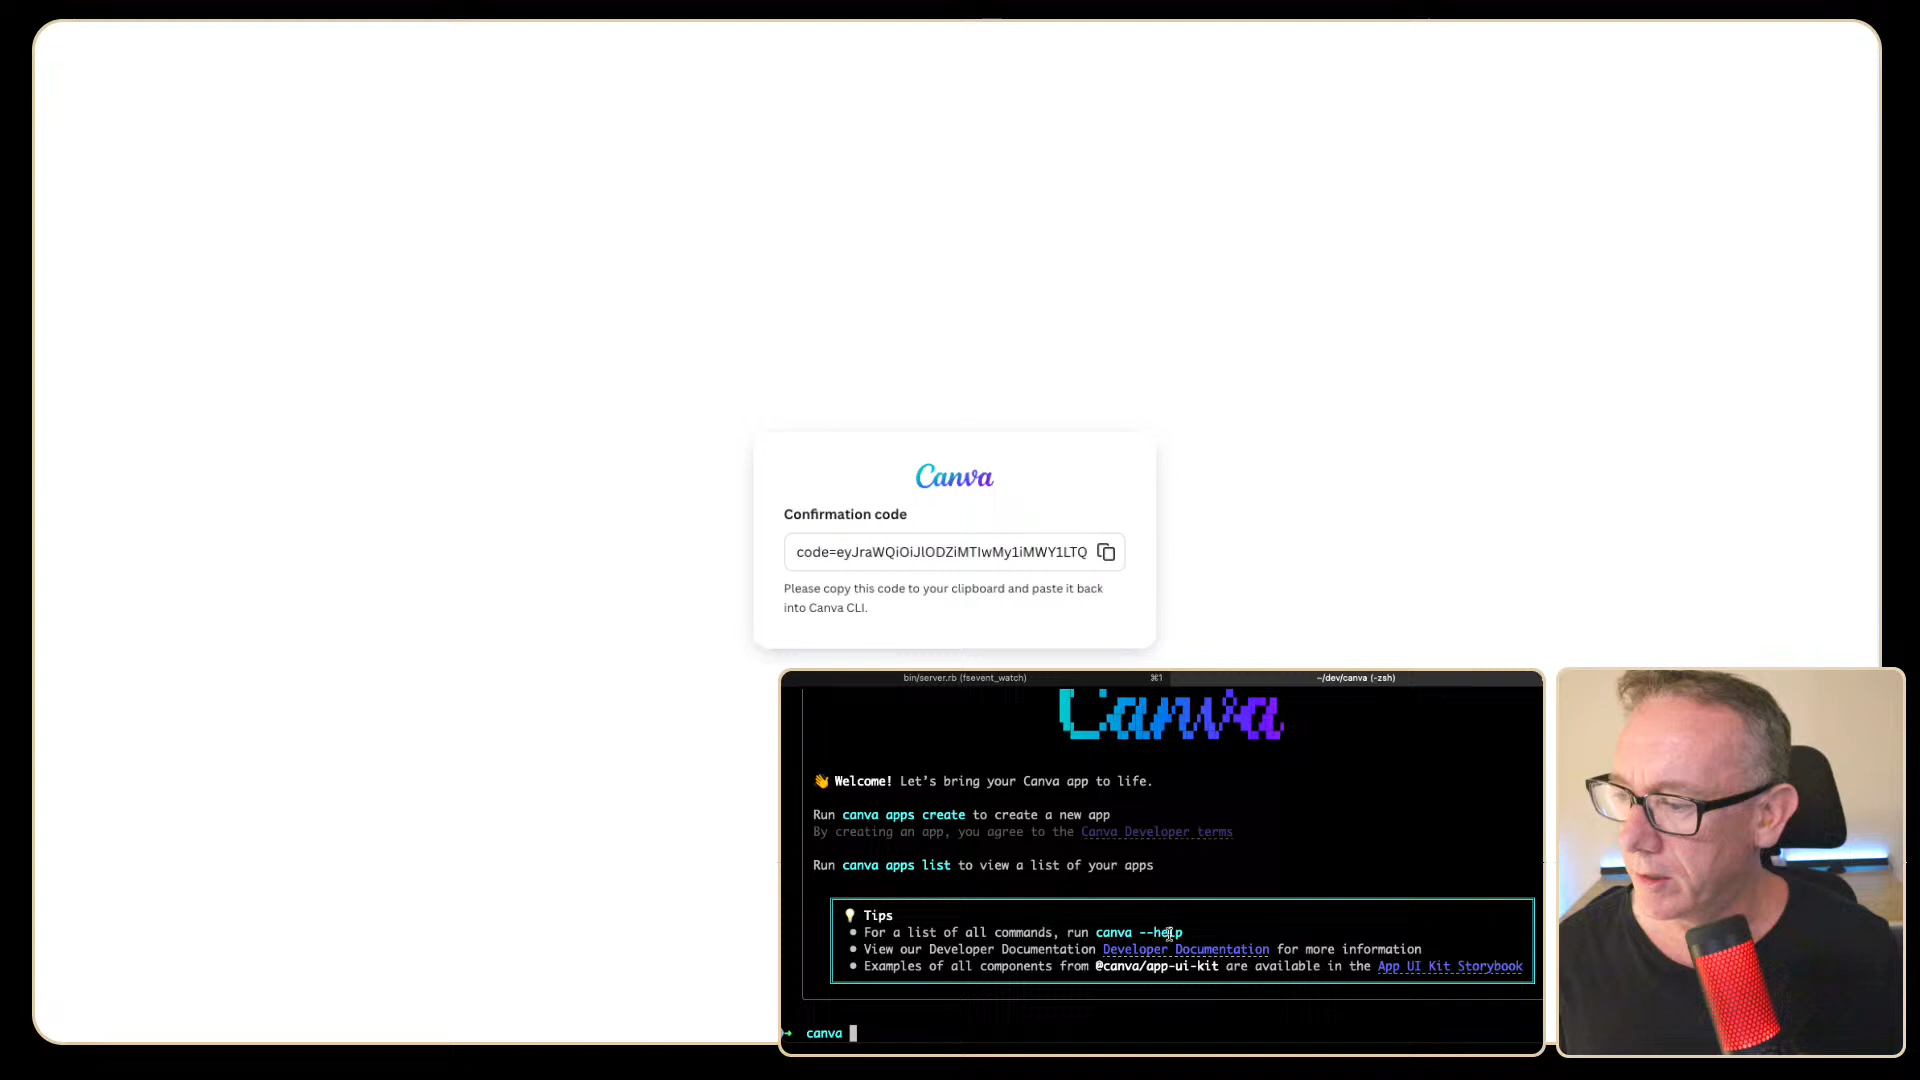 Canva
Confirmation code
code=eyJraWQiOiJlODZiMTIwMy1iMWY1LTQ
Please copy this code to your clipboard and paste it back
into Canva CLI.
bin/server.rb (fsevent_watch) ⌘1 ~/dev/canva (-zsh)
Canva
👋 Welcome! Let's bring your Canva app to life.
Run canva apps create to create a new app
By creating an app, you agree to the Canva Developer terms
Run canva apps list to view a list of your apps
💡 Tips
● For a list of all commands, run canva --help
● View our Developer Documentation Developer Documentation for more information
● Examples of all components from @canva/app-ui-kit are available in the App UI Kit Storybook
➜ canva